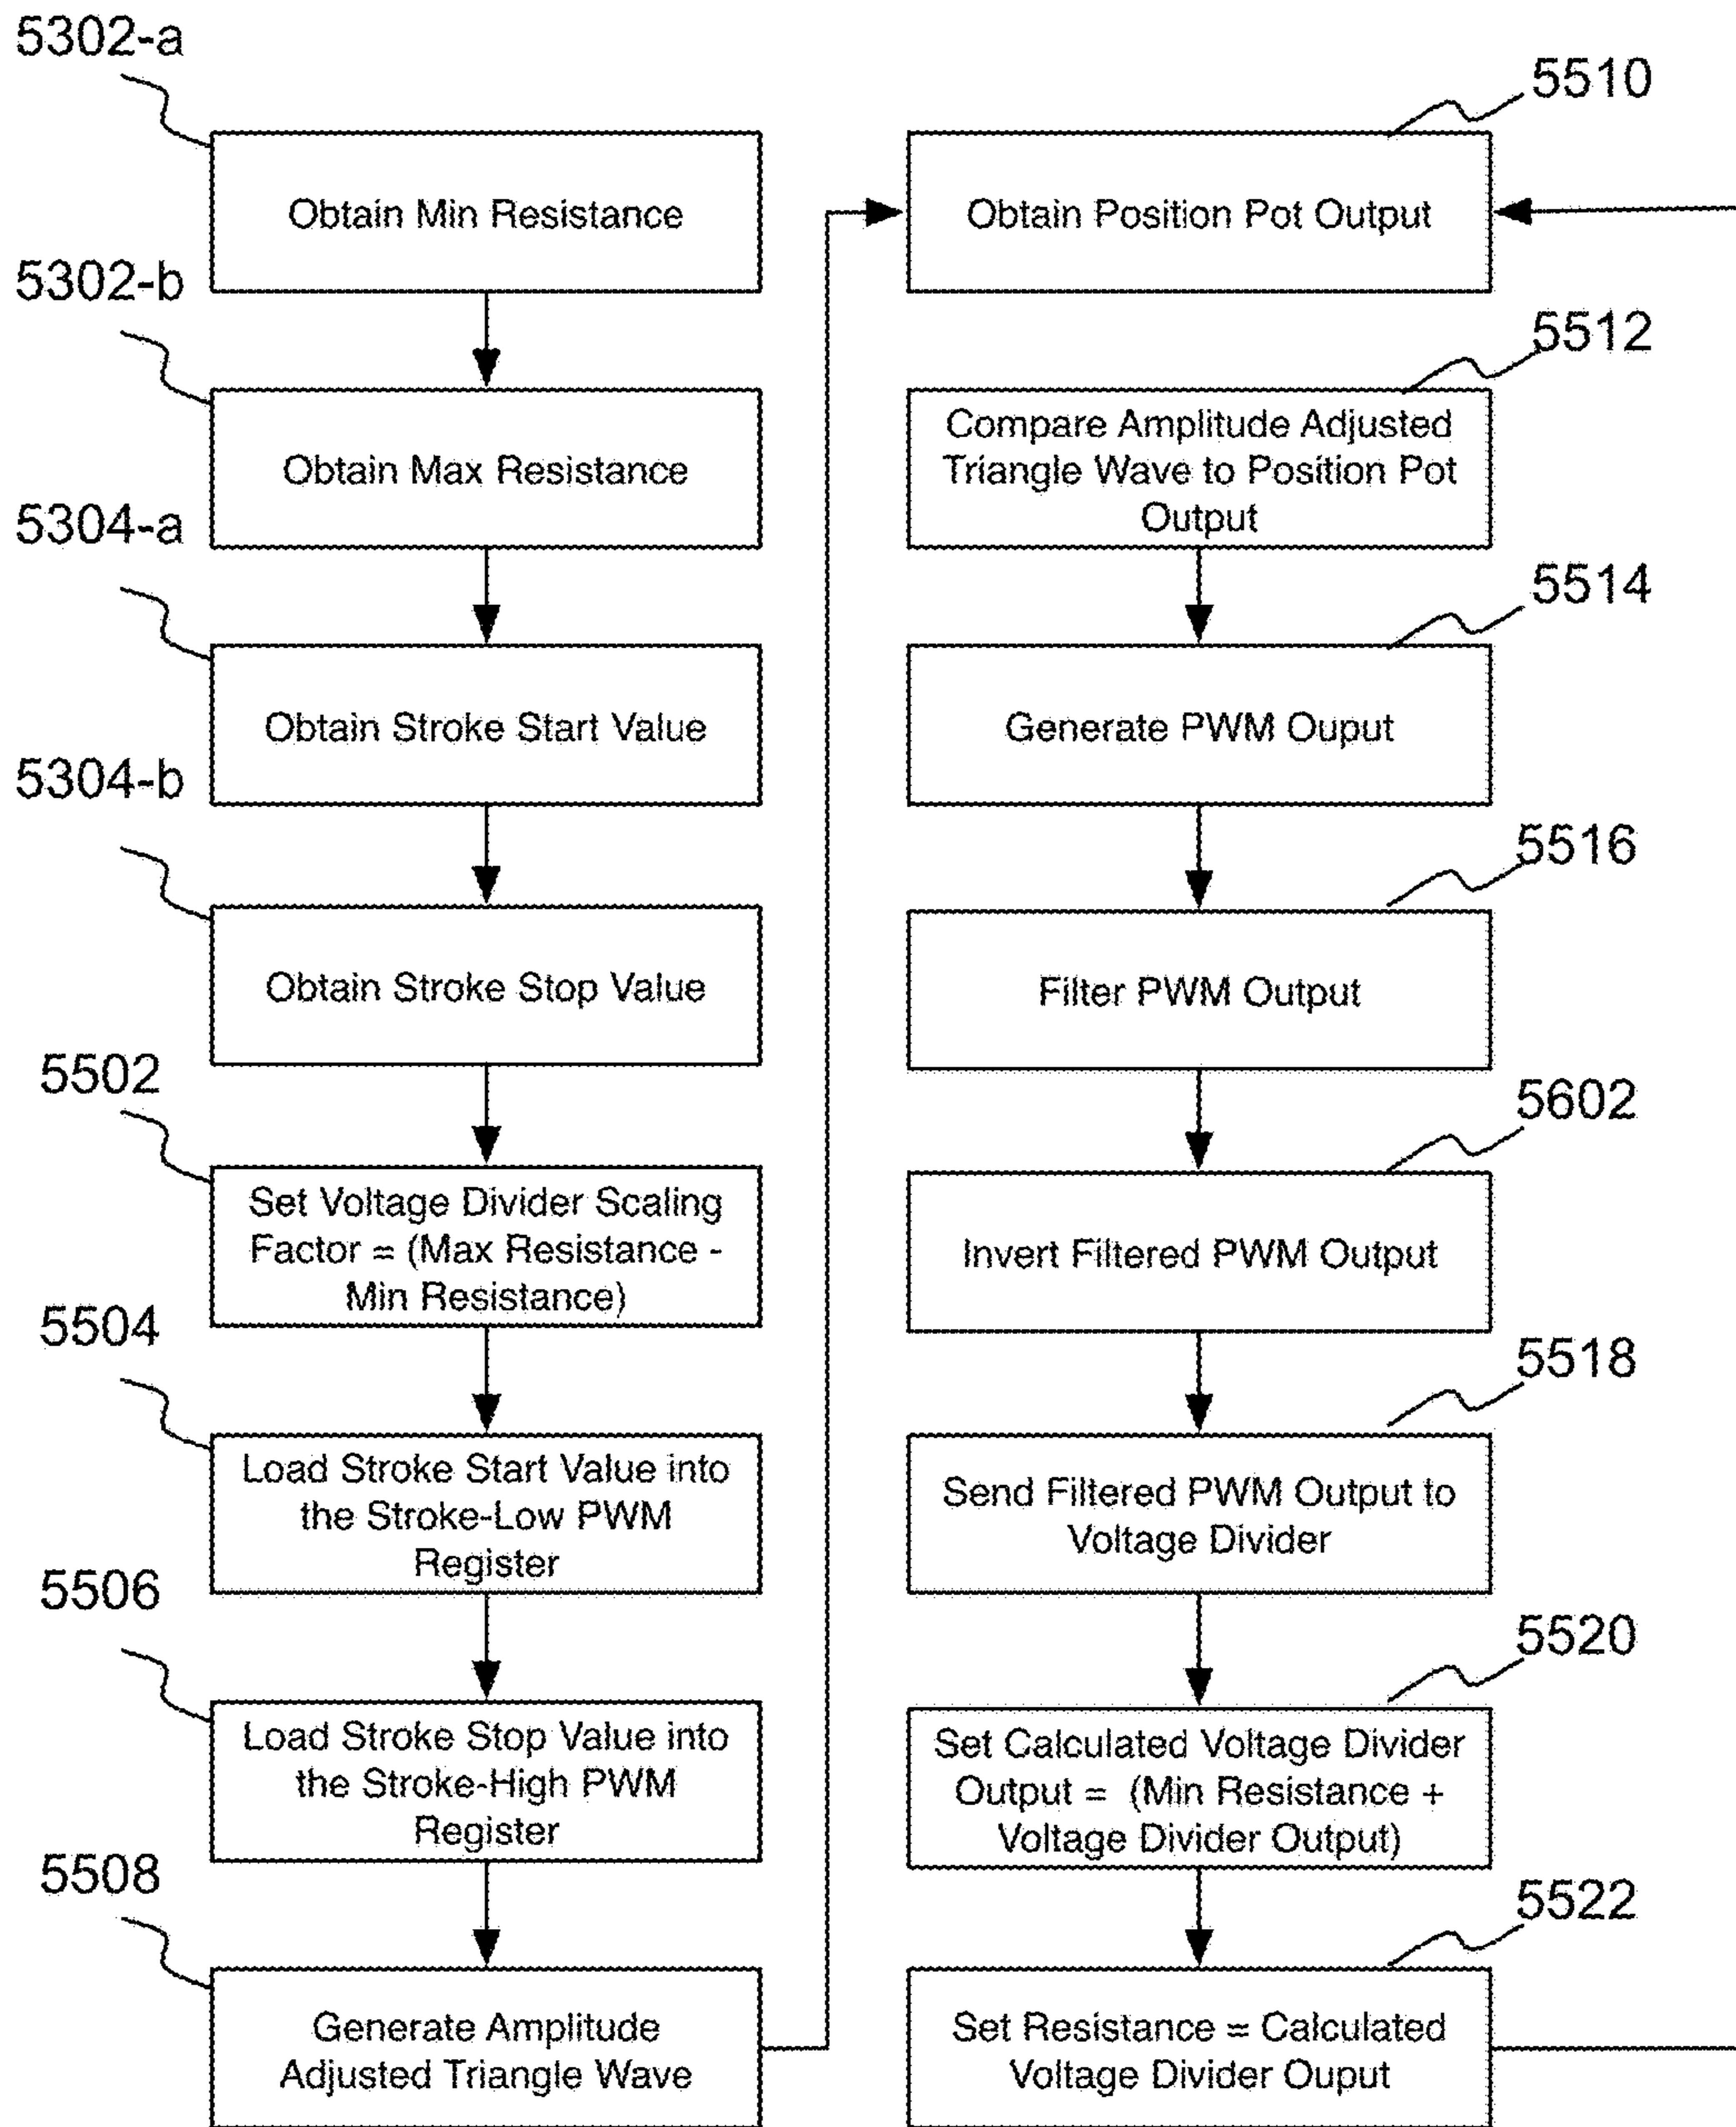 5302-a
Obtain Min Resistance
5302-b
Obtain Max Resistance
5304-a
Obtain Stroke Start Value
5304-b
Obtain Stroke Stop Value
5502
Set Voltage Divider Scaling
Factor = (Max Resistance -
Min Resistance)
5504
Load Stroke Start Value into
the Stroke-Low PWM
Register
5506
Load Stroke Stop Value into
the Stroke-High PWM
Register
5508
Generate Amplitude
Adjusted Triangle Wave
5510
Obtain Position Pot Output
5512
Compare Amplitude Adjusted
Triangle Wave to Position Pot
Output
5514
Generate PWM Ouput
5516
Filter PWM Output
5602
Invert Filtered PWM Output
5518
Send Filtered PWM Output to
Voltage Divider
5520
Set Calculated Voltage Divider
Output = (Min Resistance +
Voltage Divider Output)
5522
Set Resistance = Calculated
Voltage Divider Ouput